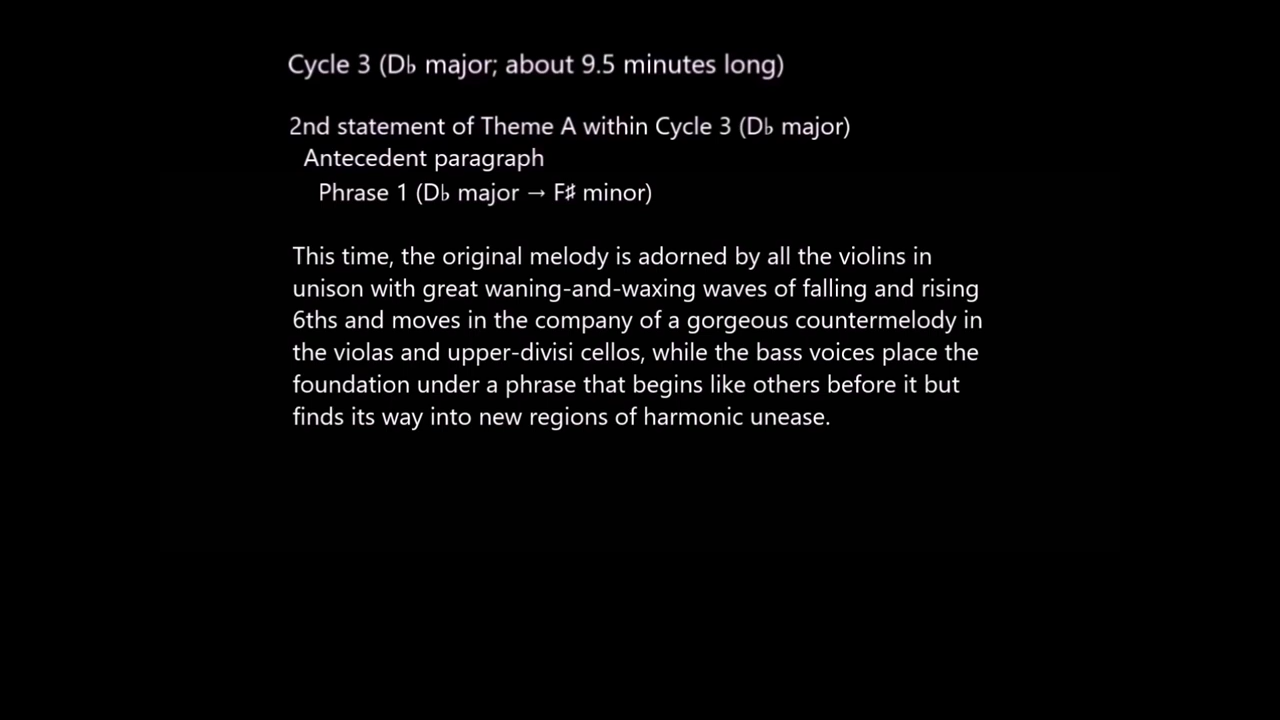 Cycle 3 (D♭ major; about 9.5 minutes long)
2nd statement of Theme A within Cycle 3 (D♭ major)
Antecedent paragraph
Phrase 1 (D♭ major → F♯ minor)
This time, the original melody is adorned by all the violins in
unison with great waning-and-waxing waves of falling and rising
6ths and moves in the company of a gorgeous countermelody in
the violas and upper-divisi cellos, while the bass voices place the
foundation under a phrase that begins like others before it but
finds its way into new regions of harmonic unease.